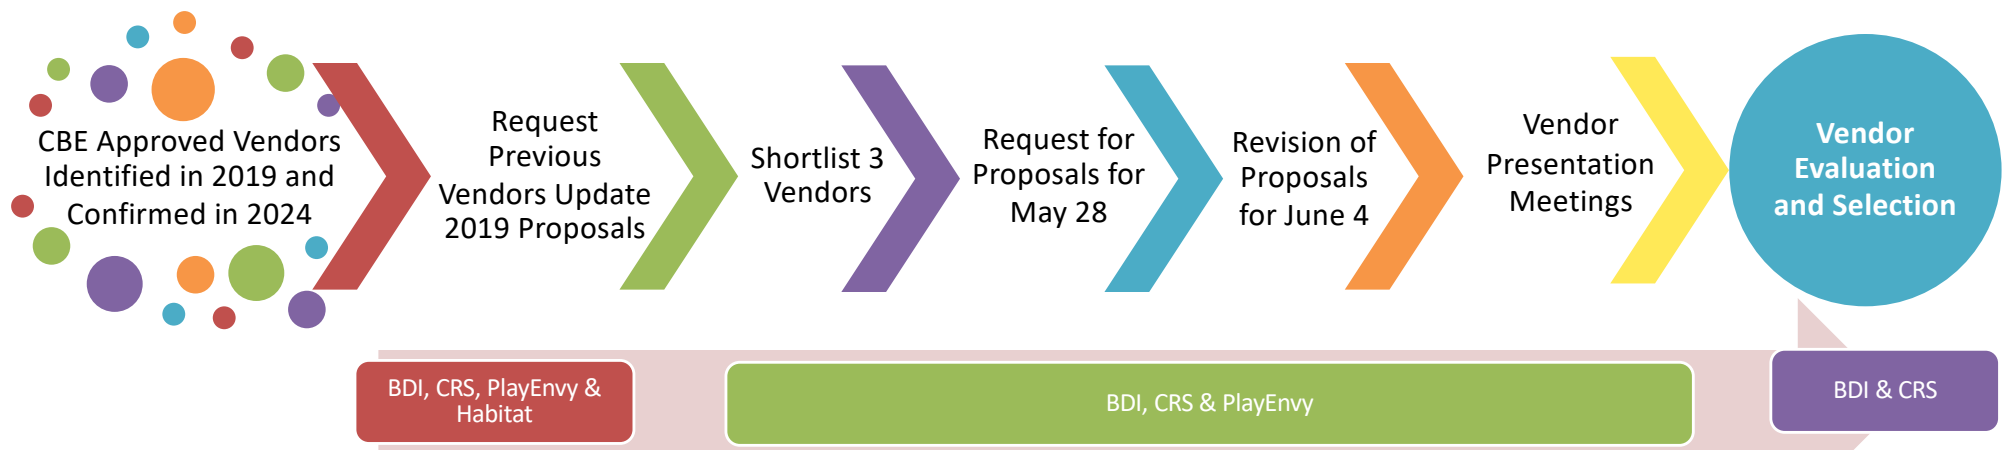 CBE Approved Vendors
Identified in 2019 and
Confirmed in 2024
Request
Previous
Vendors Update
2019 Proposals
Shortlist 3
Vendors
Request for
Proposals for
May 28
Revision of
Proposals
for June 4
Vendor
Presentation
Meetings
Vendor
Evaluation
and Selection
BDI, CRS, PlayEnvy &
Habitat
BDI, CRS & PlayEnvy
BDI & CRS